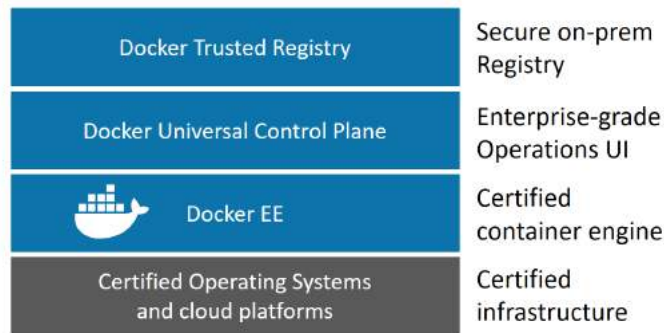 Docker Trusted Registry
Secure on-prem
Registry
Docker Universal Control Plane
Enterprise-grade
Operations UI
Docker EE
Certified
container engine
Certified Operating Systems
and cloud platforms
Certified
infrastructure